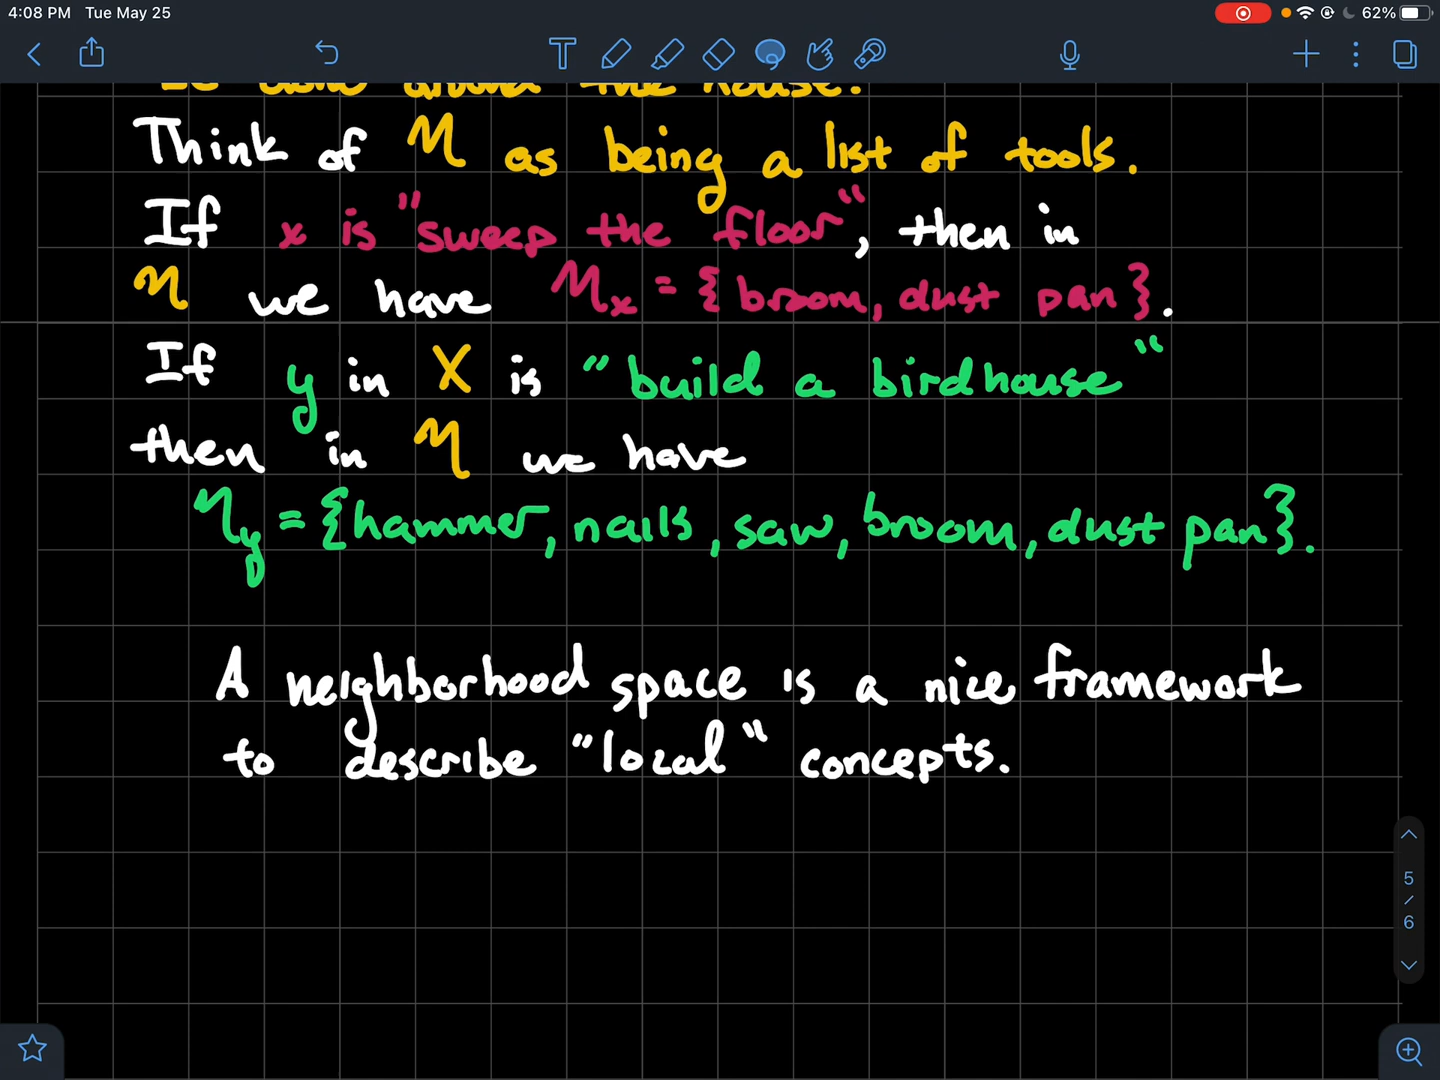 4:08 PM Tue May 25
62%
Think of M as being a list of tools.
If x is "sweep the floor", then in
M we have Mx = { broom, dust pan }.
If y in X is "build a birdhouse"
then in M we have
My = {hammer, nails, saw, broom, dust pan}.
A neighborhood space is a nice framework
to describe "local" concepts.
5
/
6